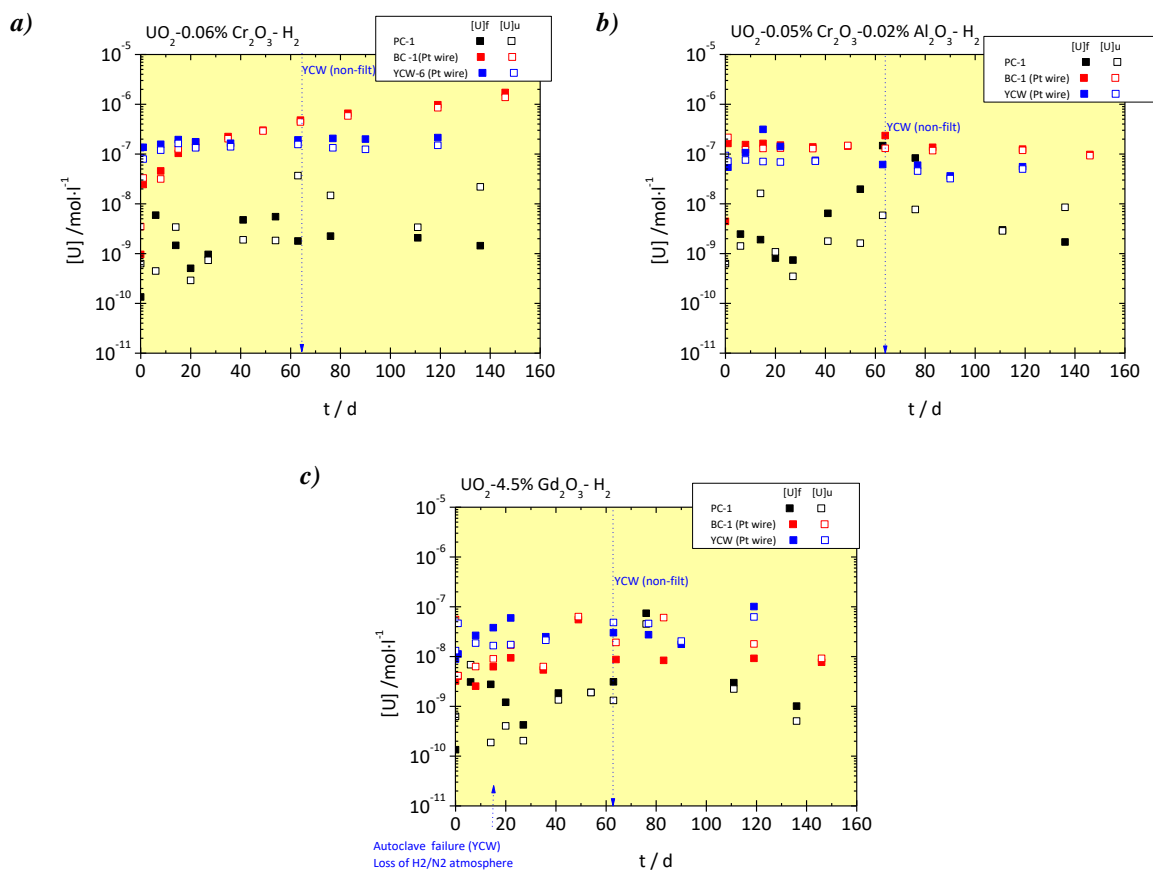 a)
UO2-0.06% Cr2O3- H2
[U]f [U]u
PC-1
BC -1(Pt wire)
YCW-6 (Pt wire)
YCW (non-filt)
10-5
10-6
10-7
10-8
10-9
10-10
10-11
[U] /mol·l-1
0 20 40 60 80 100 120 140 160
t / d
b)
UO2-0.05% Cr2O3-0.02% Al2O3- H2
[U]f [U]u
PC-1
BC-1 (Pt wire)
YCW (Pt wire)
YCW (non-filt)
10-5
10-6
10-7
10-8
10-9
10-10
10-11
[U] /mol·l-1
0 20 40 60 80 100 120 140 160
t / d
c)
UO2-4.5% Gd2O3- H2
[U]f [U]u
PC-1
BC-1 (Pt wire)
YCW (Pt wire)
YCW (non-filt)
10-5
10-6
10-7
10-8
10-9
10-10
10-11
[U] /mol·l-1
0 20 40 60 80 100 120 140 160
Autoclave failure (YCW)
Loss of H2/N2 atmosphere
t / d